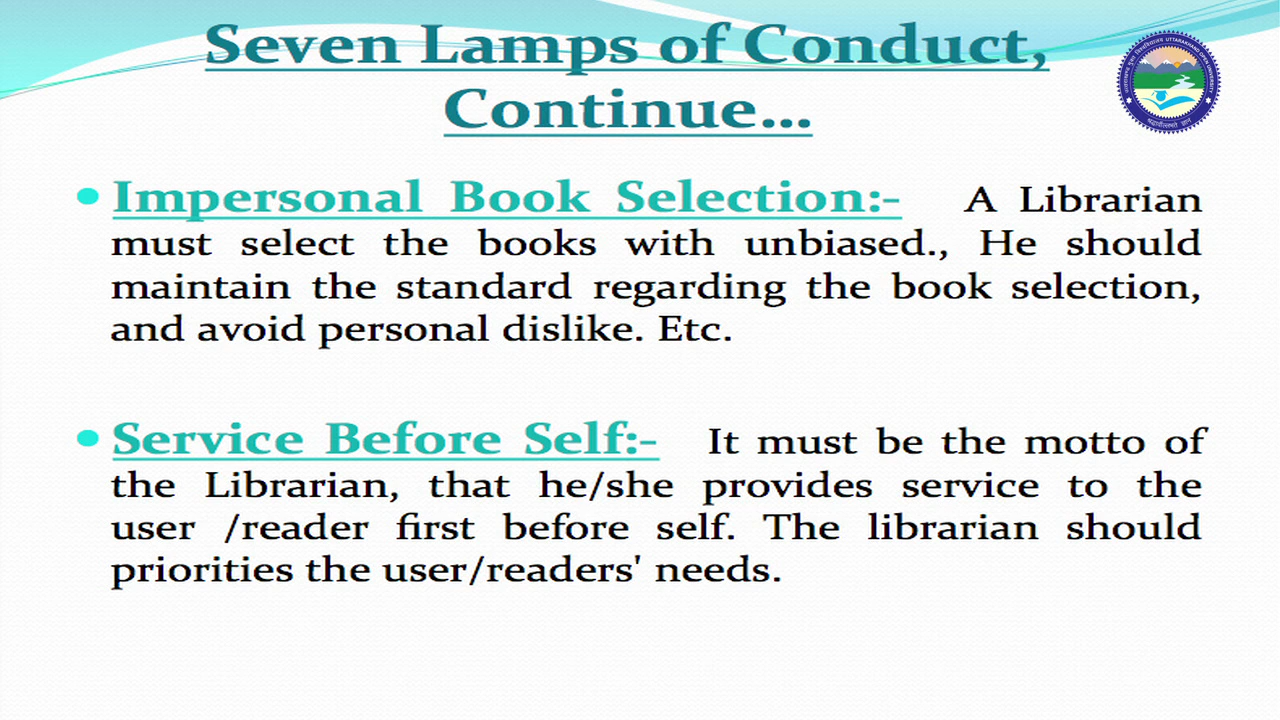 Seven Lamps of Conduct,
Continue...
UTTARAKHAND OPEN UNIVERSITY
• Impersonal Book Selection:- A Librarian
must select the books with unbiased., He should
maintain the standard regarding the book selection,
and avoid personal dislike. Etc.
• Service Before Self:- It must be the motto of
the Librarian, that he/she provides service to the
user /reader first before self. The librarian should
priorities the user/readers' needs.